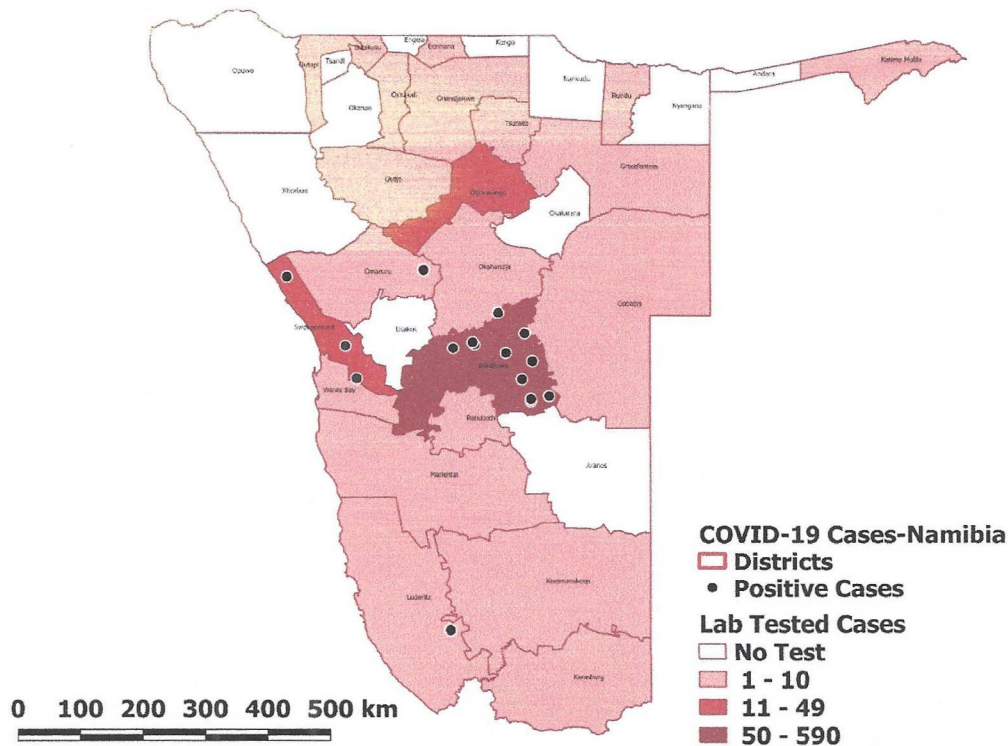 Engela
Kongo
Eenhana
Tsandi
Outapi
Opuwo
Okahao
Oshakati
Onandjokwe
Nankudu
Rundu
Nyangana
Andara
Katima Mulilo
Tsumeb
Grootfontein
Outjo
Otjiwarongo
Khorixas
Okakarara
Omaruru
Okahandja
Gobabis
Swakopmund
Usakos
Windhoek
Walvis Bay
Rehoboth
Aranos
Mariental
COVID-19 Cases-Namibia
Districts
Positive Cases
Keetmanshoop
Luderitz
Lab Tested Cases
No Test
1 - 10
Karasburg
11 - 49
50 - 590
0 100 200 300 400 500 km